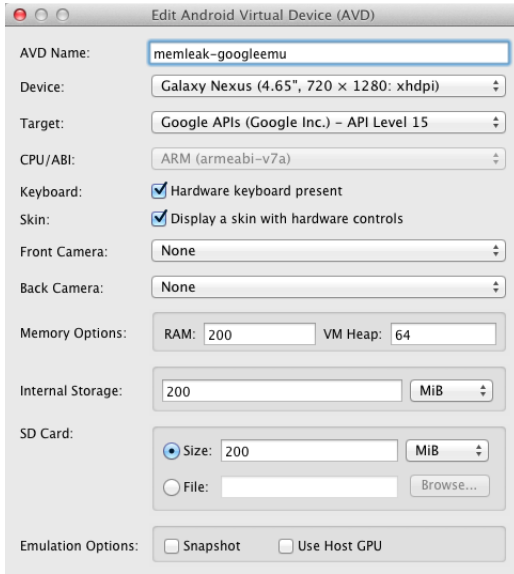 Edit Android Virtual Device (AVD)
AVD Name: memleak-googleemu
Device: Galaxy Nexus (4.65", 720 × 1280: xhdpi)
Target: Google APIs (Google Inc.) – API Level 15
CPU/ABI: ARM (armeabi-v7a)
Keyboard: Hardware keyboard present
Skin: Display a skin with hardware controls
Front Camera: None
Back Camera: None
Memory Options: RAM: 200 VM Heap: 64
Internal Storage: 200 MiB
SD Card:
Size: 200 MiB
File: Browse...
Emulation Options: Snapshot Use Host GPU